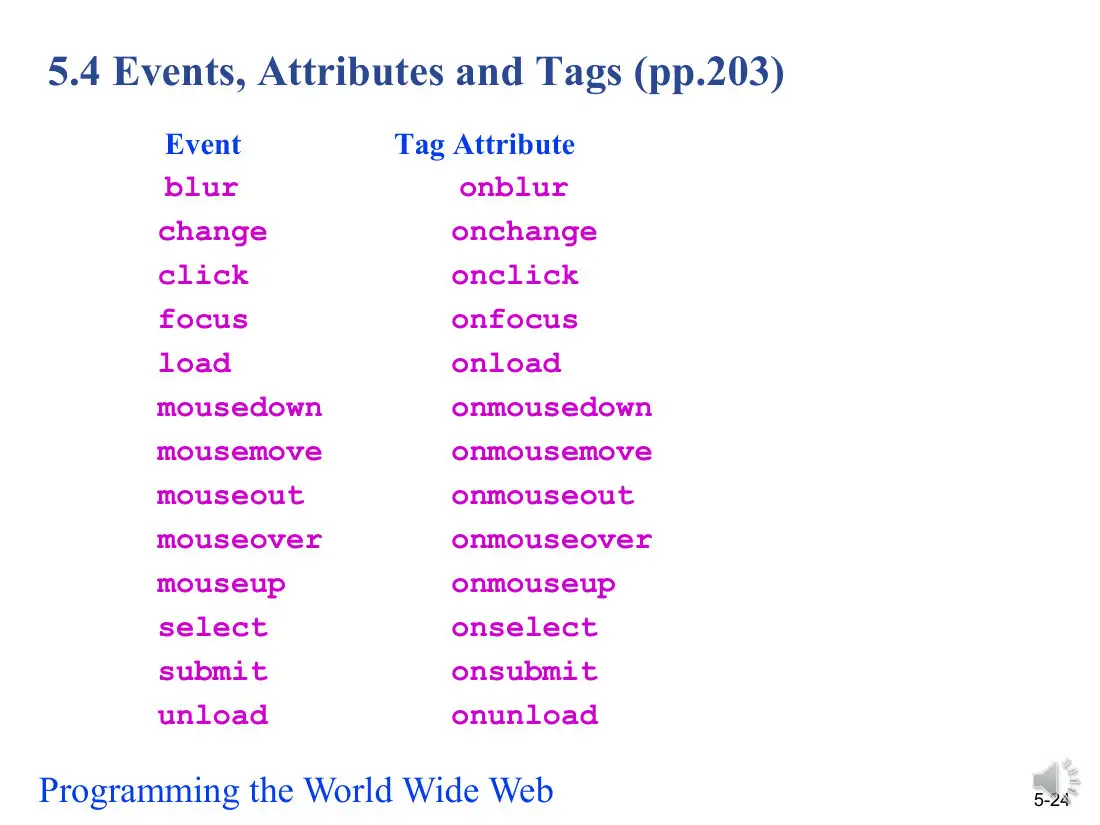 5.4 Events, Attributes and Tags (pp.203)
Event Tag Attribute
blur onblur
change onchange
click onclick
focus onfocus
load onload
mousedown onmousedown
mousemove onmousemove
mouseout onmouseout
mouseover onmouseover
mouseup onmouseup
select onselect
submit onsubmit
unload onunload
Programming the World Wide Web
5-24